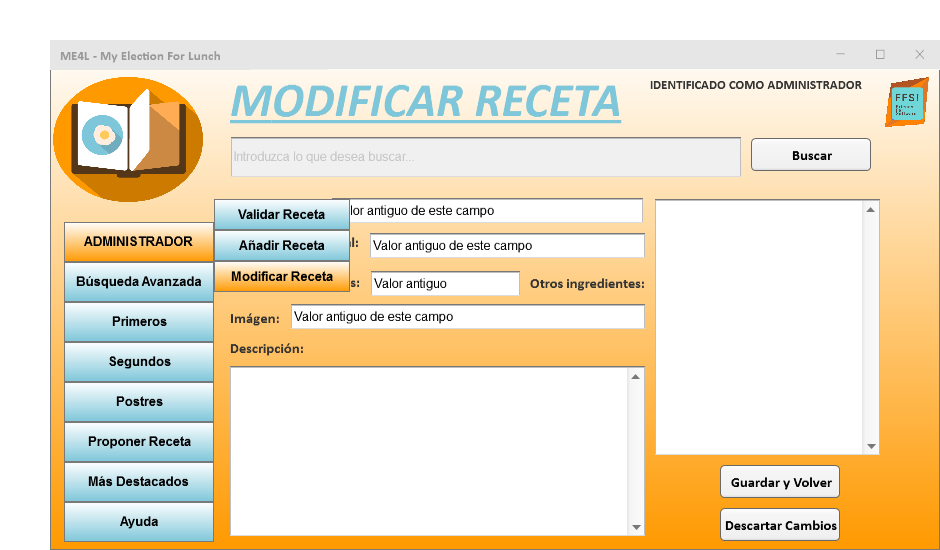 ME4L - My Election For Lunch
MODIFICAR RECETA
IDENTIFICADO COMO ADMINISTRADOR
FFSI
Introduzca lo que desea buscar...
Buscar
Validar Receta
lor antiguo de este campo
ADMINISTRADOR
Añadir Receta
l:
Valor antiguo de este campo
Búsqueda Avanzada
Modificar Receta
s:
Valor antiguo
Otros ingredientes:
Primeros
Imágen:
Valor antiguo de este campo
Segundos
Descripción:
Postres
Proponer Receta
Más Destacados
Ayuda
Guardar y Volver
Descartar Cambios